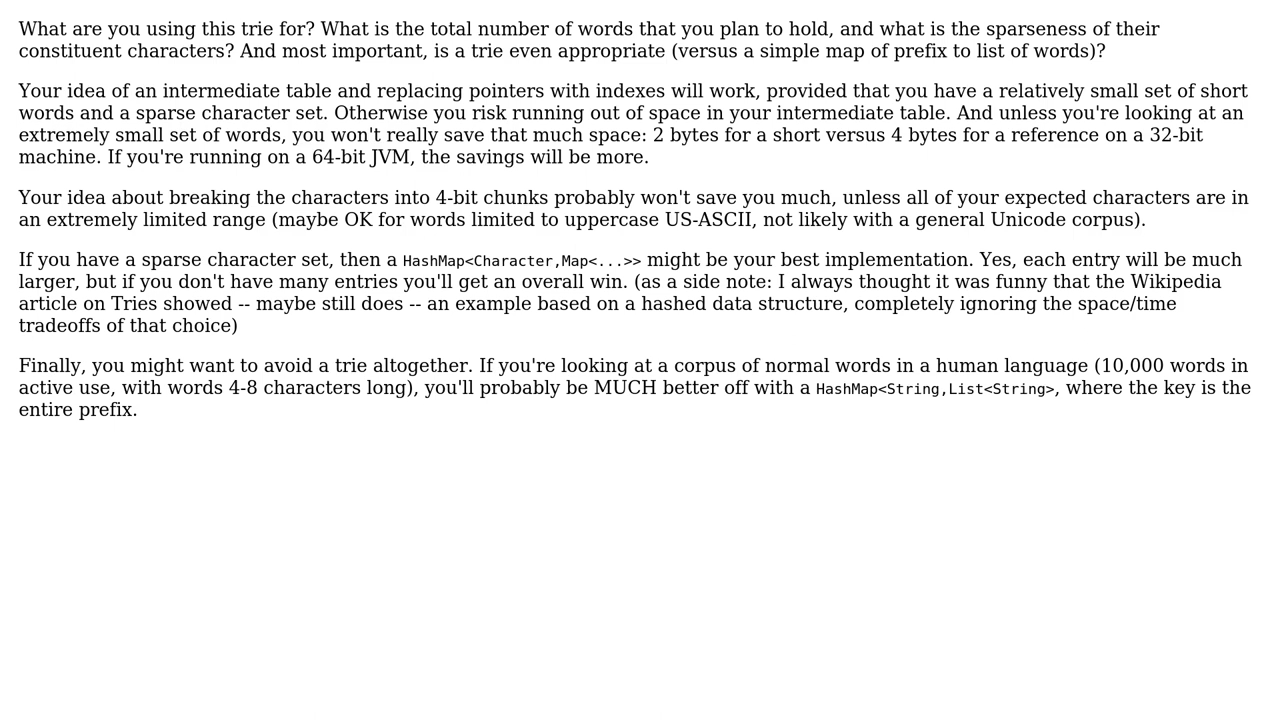 What are you using this trie for? What is the total number of words that you plan to hold, and what is the sparseness of their
constituent characters? And most important, is a trie even appropriate (versus a simple map of prefix to list of words)?
Your idea of an intermediate table and replacing pointers with indexes will work, provided that you have a relatively small set of short
words and a sparse character set. Otherwise you risk running out of space in your intermediate table. And unless you're looking at an
extremely small set of words, you won't really save that much space: 2 bytes for a short versus 4 bytes for a reference on a 32-bit
machine. If you're running on a 64-bit JVM, the savings will be more.
Your idea about breaking the characters into 4-bit chunks probably won't save you much, unless all of your expected characters are in
an extremely limited range (maybe OK for words limited to uppercase US-ASCII, not likely with a general Unicode corpus).
If you have a sparse character set, then a HashMap<Character,Map<...>> might be your best implementation. Yes, each entry will be much
larger, but if you don't have many entries you'll get an overall win. (as a side note: I always thought it was funny that the Wikipedia
article on Tries showed -- maybe still does -- an example based on a hashed data structure, completely ignoring the space/time
tradeoffs of that choice)
Finally, you might want to avoid a trie altogether. If you're looking at a corpus of normal words in a human language (10,000 words in
active use, with words 4-8 characters long), you'll probably be MUCH better off with a HashMap<String,List<String>, where the key is the
entire prefix.